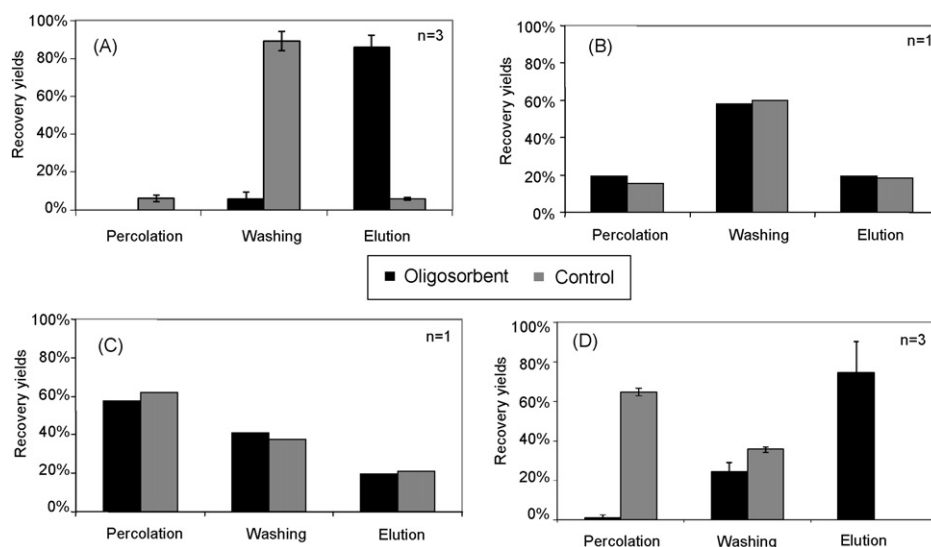 100%
80%
60%
40%
20%
0%
Recovery yields
(A)
n=3
Percolation Washing Elution
100%
80%
60%
40%
20%
0%
Recovery yields
(B)
n=1
Percolation Washing Elution
Oligosorbent Control
100%
80%
60%
40%
20%
0%
Recovery yields
(C)
n=1
Percolation Washing Elution
100%
80%
60%
40%
20%
0%
Recovery yields
(D)
n=3
Percolation Washing Elution